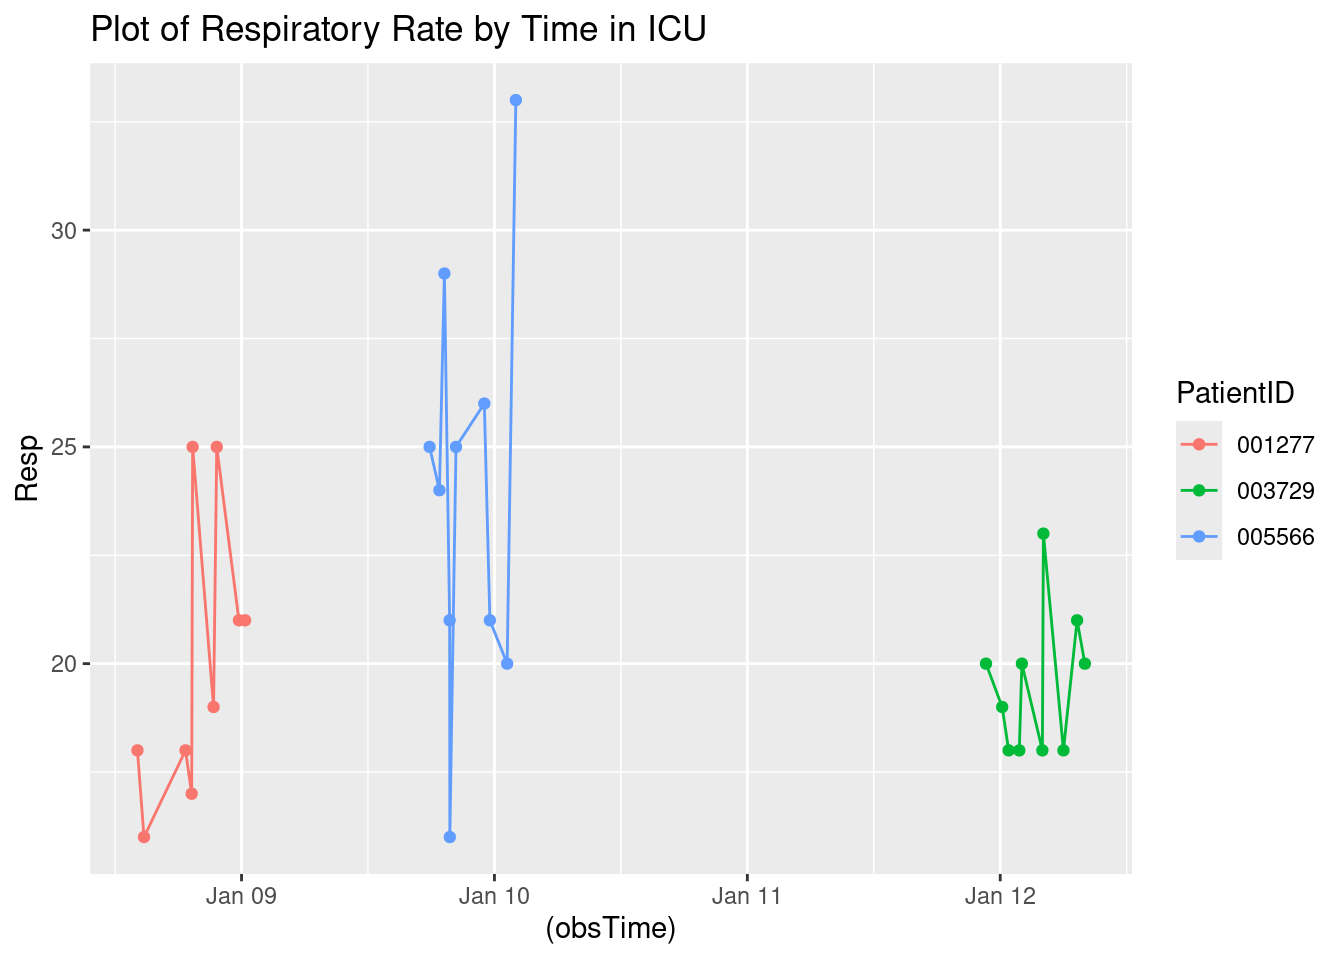 Plot of Respiratory Rate by Time in ICU
Resp
30
25
20
Jan 09
Jan 10
Jan 11
Jan 12
(obsTime)
PatientID
001277
003729
005566